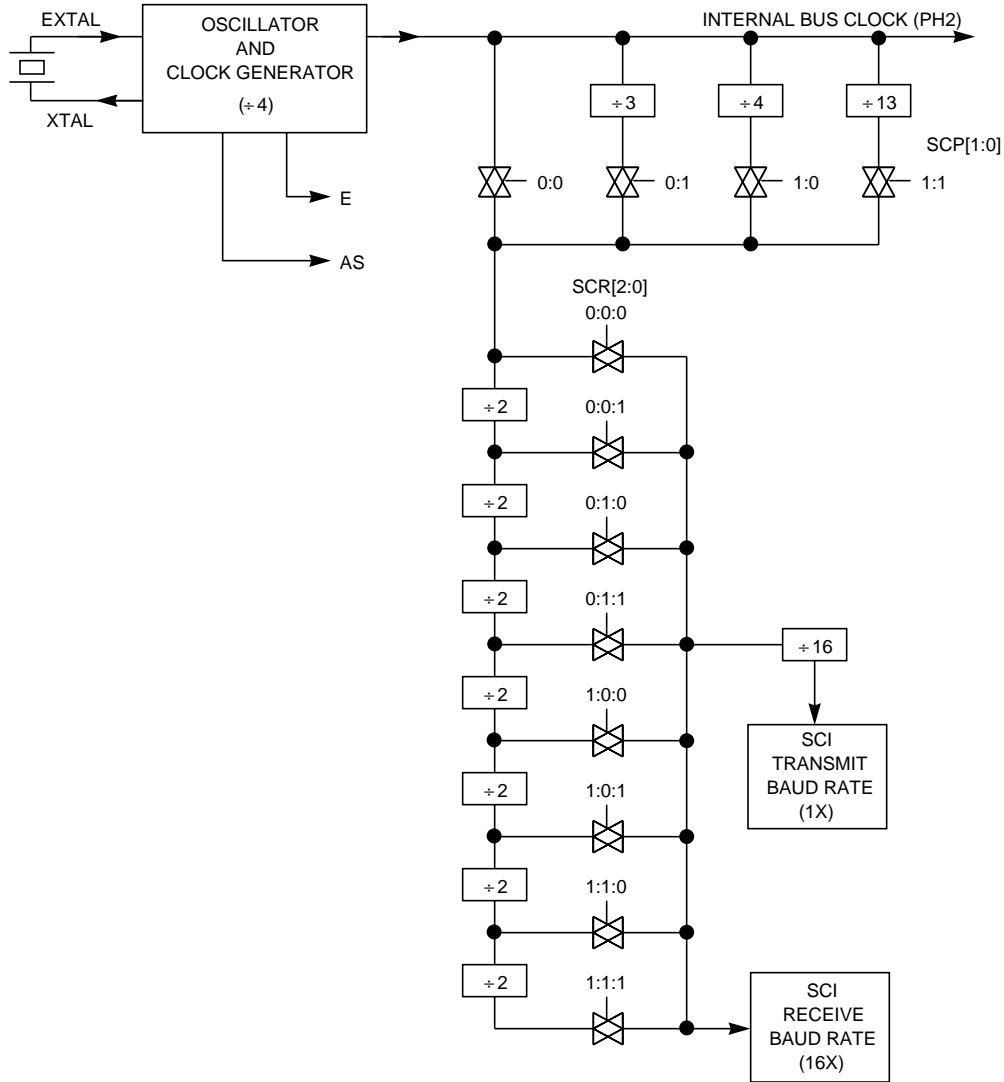 EXTAL
XTAL
OSCILLATOR
AND
CLOCK GENERATOR
(÷4)
INTERNAL BUS CLOCK (PH2)
÷3
÷4
÷13
SCP[1:0]
0:0
0:1
1:0
1:1
E
AS
SCR[2:0]
0:0:0
÷2
0:0:1
÷2
0:1:0
÷2
0:1:1
÷16
÷2
1:0:0
SCI
TRANSMIT
BAUD RATE
(1X)
÷2
1:0:1
÷2
1:1:0
÷2
1:1:1
SCI
RECEIVE
BAUD RATE
(16X)